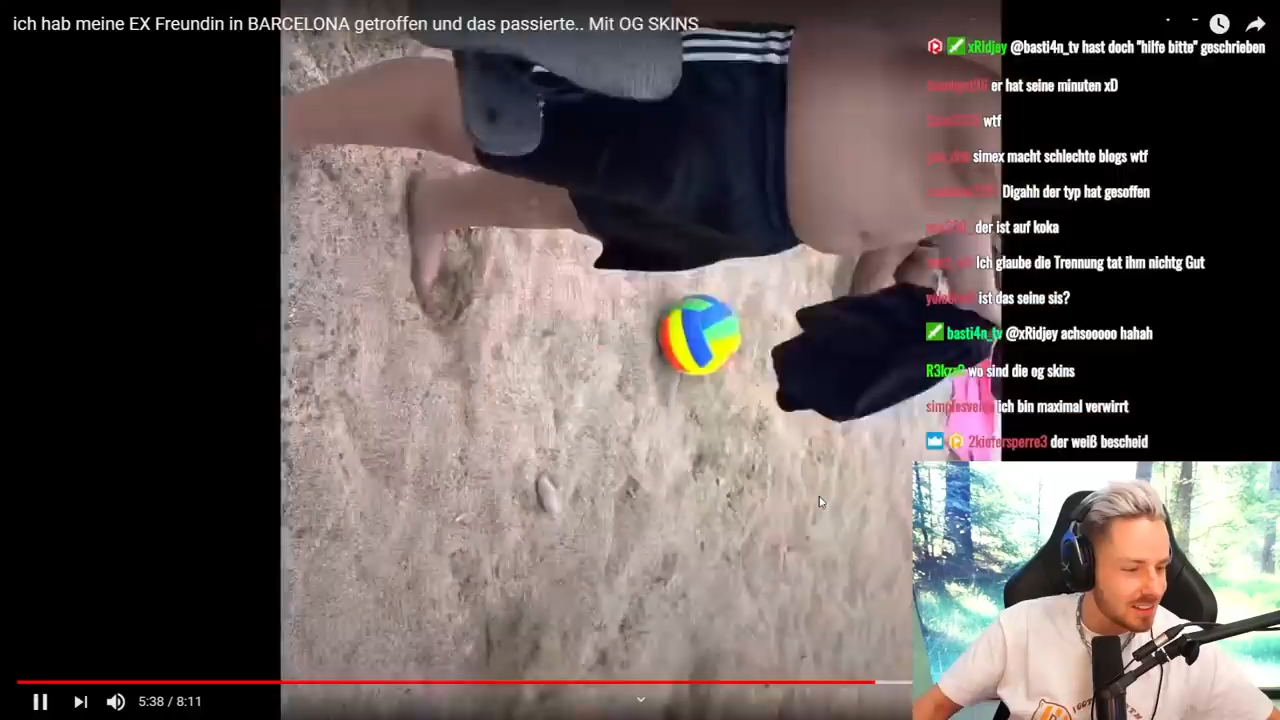 ich hab meine EX Freundin in BARCELONA getroffen und das passierte.. Mit OG SKINS
xRidjey @basti4n_tv hast doch "hilfe bitte" geschrieben
er hat seine minuten xD
wtf
simex macht schlechte blogs wtf
Digahh der typ hat gesoffen
der ist auf koka
Ich glaube die Trennung tat ihm nichtg Gut
ist das seine sis?
basti4n_tv @xRidjey achsooooo hahah
wo sind die og skins
ich bin maximal verwirrt
2kiefersperre3 der weiß bescheid
5:38 / 8:11